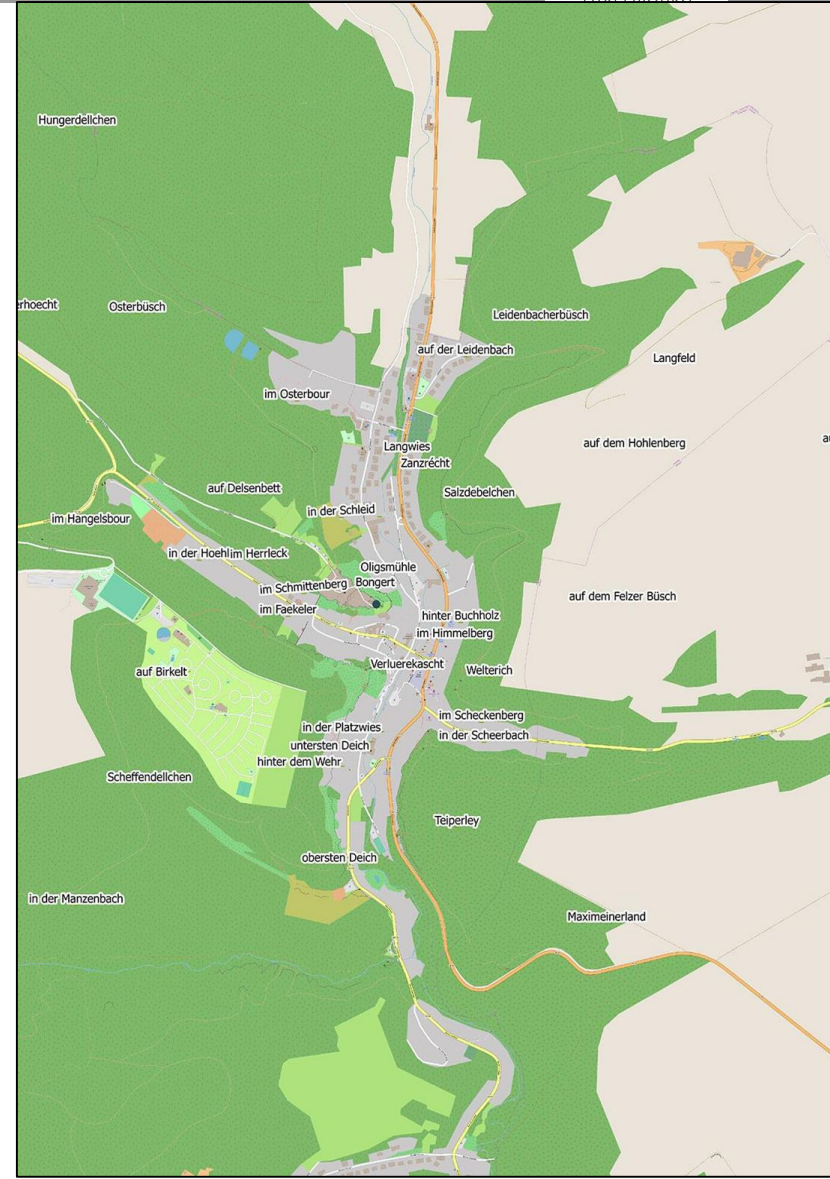 Hungerdellchen
erhoecht
Osterbüsch
Leidenbacherbüsch
auf der Leidenbach
Langfeld
im Osterbour
auf dem Hohlenberg
Langwies
Zanzrécht
auf Delsenbett
Salzdebelchen
in der Schleid
im Hangelsbour
in der Hoehl
im Herrleck
Oligsmühle
im Schmittenberg
Bongert
auf dem Felzer Büsch
im Faekeler
hinter Buchholz
im Himmelberg
Verluerekascht
Welterich
auf Birkelt
im Scheckenberg
in der Platzwies
in der Scheerbach
untersten Deich
hinter dem Wehr
Scheffendellchen
Teiperley
obersten Deich
in der Manzenbach
Maximeinerland